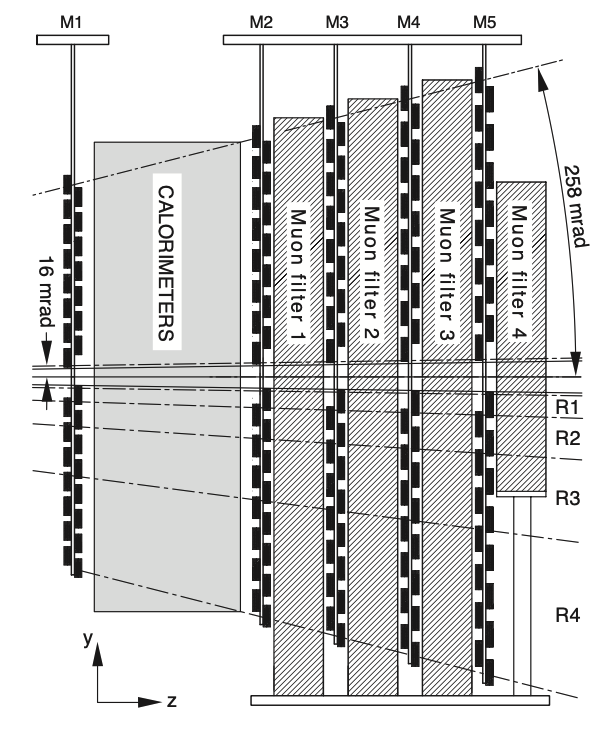 M1
M2
M3
M4
M5
258 mrad
CALORIMETERS
Muon filter 1
Muon filter 2
Muon filter 3
Muon filter 4
16 mrad
R1
R2
R3
R4
y
z